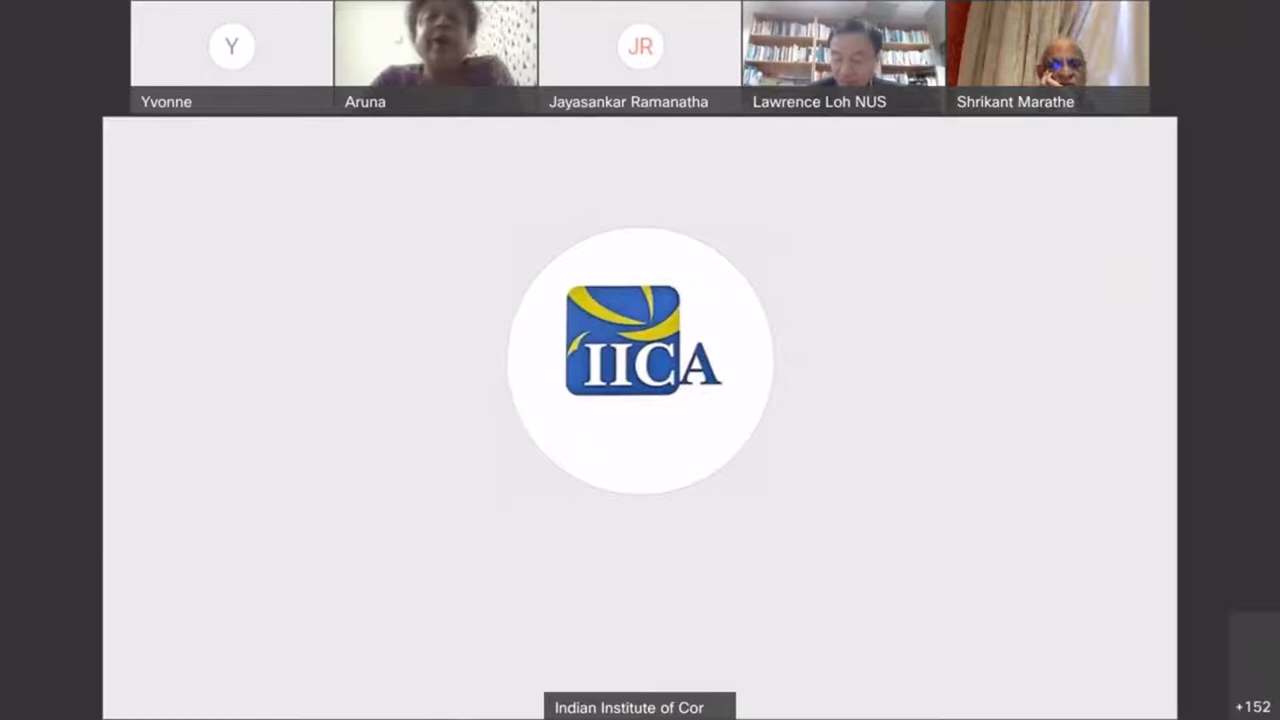 Y
JR
Yvonne
Aruna
Jayasankar Ramanatha
Lawrence Loh NUS
Shrikant Marathe
IICA
Indian Institute of Cor
+152